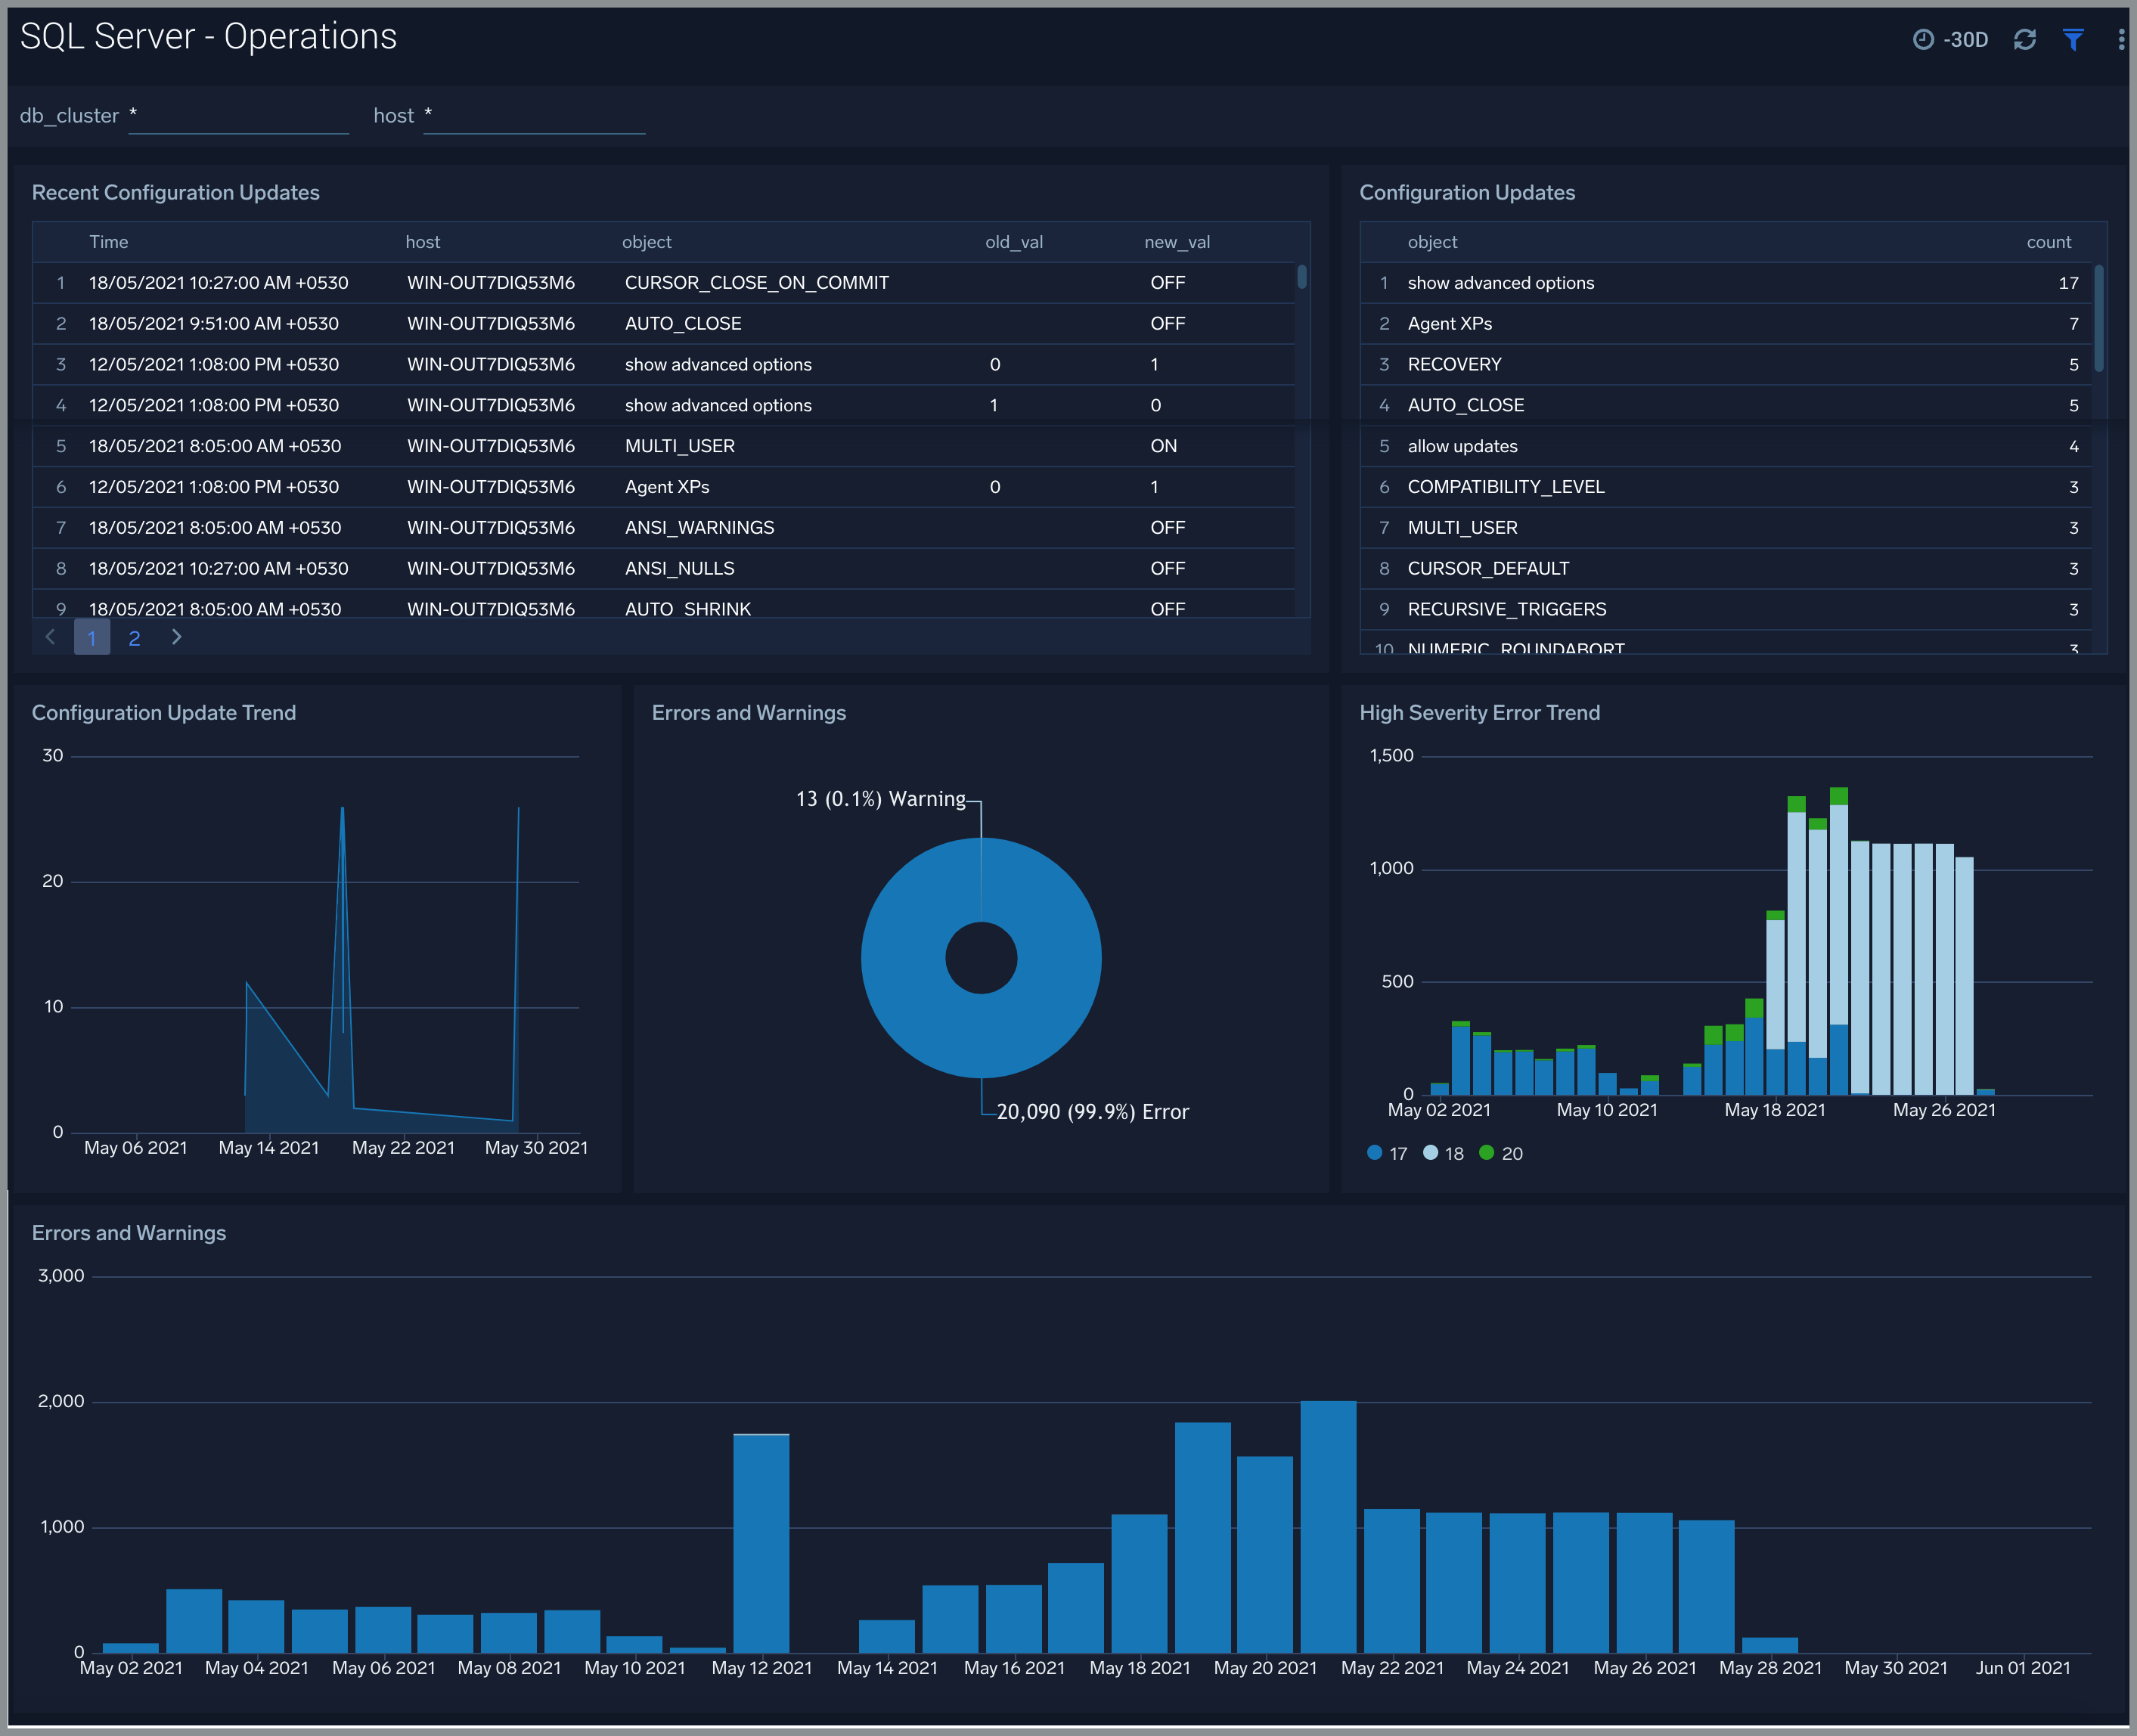 SQL Server - Operations
-30D
db_cluster *
host *
Recent Configuration Updates
Time host object old_val new_val
1 18/05/2021 10:27:00 AM +0530 WIN-OUT7DIQ53M6 CURSOR_CLOSE_ON_COMMIT OFF
2 18/05/2021 9:51:00 AM +0530 WIN-OUT7DIQ53M6 AUTO_CLOSE OFF
3 12/05/2021 1:08:00 PM +0530 WIN-OUT7DIQ53M6 show advanced options 0 1
4 12/05/2021 1:08:00 PM +0530 WIN-OUT7DIQ53M6 show advanced options 1 0
5 18/05/2021 8:05:00 AM +0530 WIN-OUT7DIQ53M6 MULTI_USER ON
6 12/05/2021 1:08:00 PM +0530 WIN-OUT7DIQ53M6 Agent XPs 0 1
7 18/05/2021 8:05:00 AM +0530 WIN-OUT7DIQ53M6 ANSI_WARNINGS OFF
8 18/05/2021 10:27:00 AM +0530 WIN-OUT7DIQ53M6 ANSI_NULLS OFF
9 18/05/2021 8:05:00 AM +0530 WIN-OUT7DIQ53M6 AUTO_SHRINK OFF
1 2
Configuration Updates
object count
1 show advanced options 17
2 Agent XPs 7
3 RECOVERY 5
4 AUTO_CLOSE 5
5 allow updates 4
6 COMPATIBILITY_LEVEL 3
7 MULTI_USER 3
8 CURSOR_DEFAULT 3
9 RECURSIVE_TRIGGERS 3
10 NUMERIC_ROUNDABORT 3
Configuration Update Trend
30
20
10
0
May 06 2021 May 14 2021 May 22 2021 May 30 2021
Errors and Warnings
13 (0.1%) Warning
20,090 (99.9%) Error
High Severity Error Trend
1,500
1,000
500
0
May 02 2021 May 10 2021 May 18 2021 May 26 2021
17 18 20
Errors and Warnings
3,000
2,000
1,000
0
May 02 2021 May 04 2021 May 06 2021 May 08 2021 May 10 2021 May 12 2021 May 14 2021 May 16 2021 May 18 2021 May 20 2021 May 22 2021 May 24 2021 May 26 2021 May 28 2021 May 30 2021 Jun 01 2021